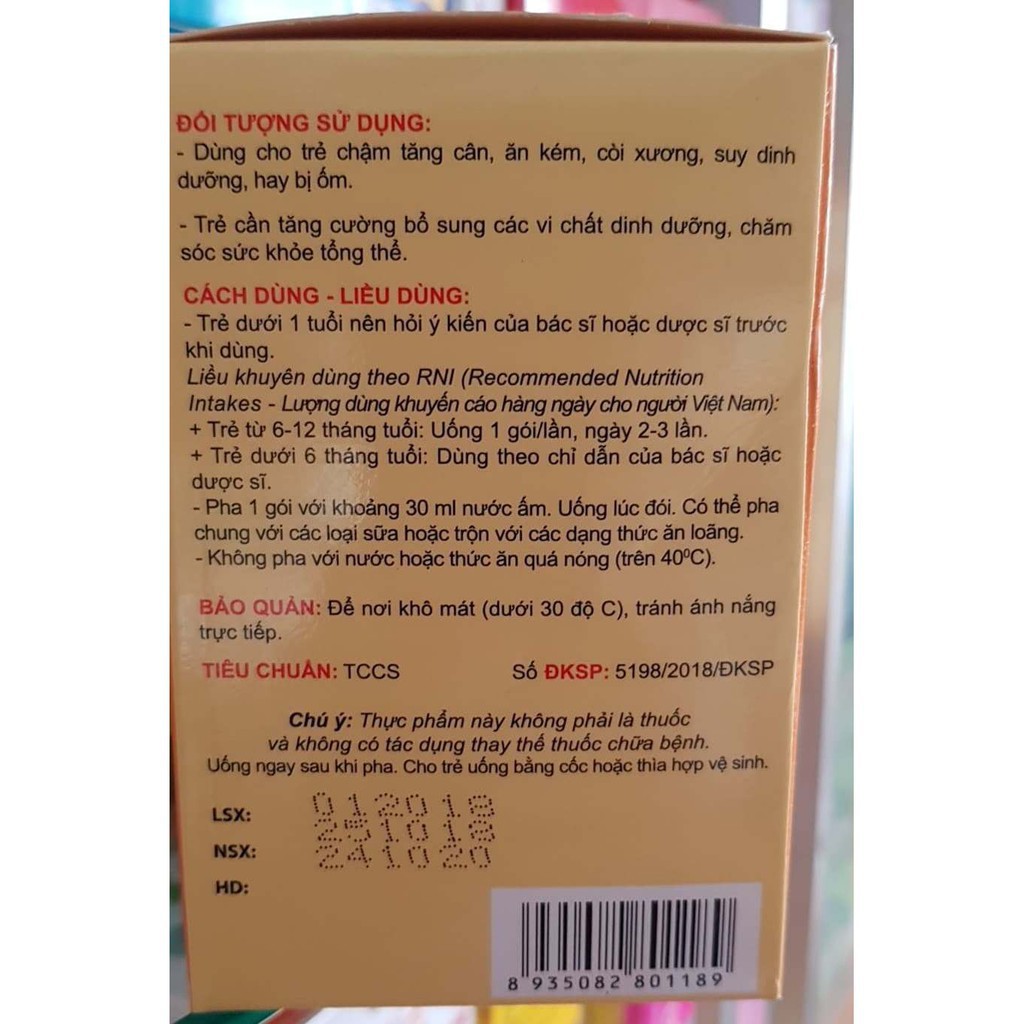 ĐỐI TƯỢNG SỬ DỤNG:
- Dùng cho trẻ chậm tăng cân, ăn kém, còi xương, suy dinh
dưỡng, hay bị ốm.
- Trẻ cần tăng cường bổ sung các vi chất dinh dưỡng, chăm
sóc sức khỏe tổng thể.
CÁCH DÙNG - LIỀU DÙNG:
- Trẻ dưới 1 tuổi nên hỏi ý kiến của bác sĩ hoặc dược sĩ trước
khi dùng.
Liều khuyên dùng theo RNI (Recommended Nutrition
Intakes - Lượng dùng khuyến cáo hàng ngày cho người Việt Nam):
+ Trẻ từ 6-12 tháng tuổi: Uống 1 gói/lần, ngày 2-3 lần.
+ Trẻ dưới 6 tháng tuổi: Dùng theo chỉ dẫn của bác sĩ hoặc
dược sĩ.
- Pha 1 gói với khoảng 30 ml nước ấm. Uống lúc đói. Có thể pha
chung với các loại sữa hoặc trộn với các dạng thức ăn loãng.
- Không pha với nước hoặc thức ăn quá nóng (trên 40⁰C).
BẢO QUẢN: Để nơi khô mát (dưới 30 độ C), tránh ánh nắng
trực tiếp.
TIÊU CHUẨN: TCCS Số ĐKSP: 5198/2018/ĐKSP
Chú ý: Thực phẩm này không phải là thuốc
và không có tác dụng thay thế thuốc chữa bệnh.
Uống ngay sau khi pha. Cho trẻ uống bằng cốc hoặc thìa hợp vệ sinh.
LSX: 012018
NSX: 251018
HD: 241020
8 935082 801189